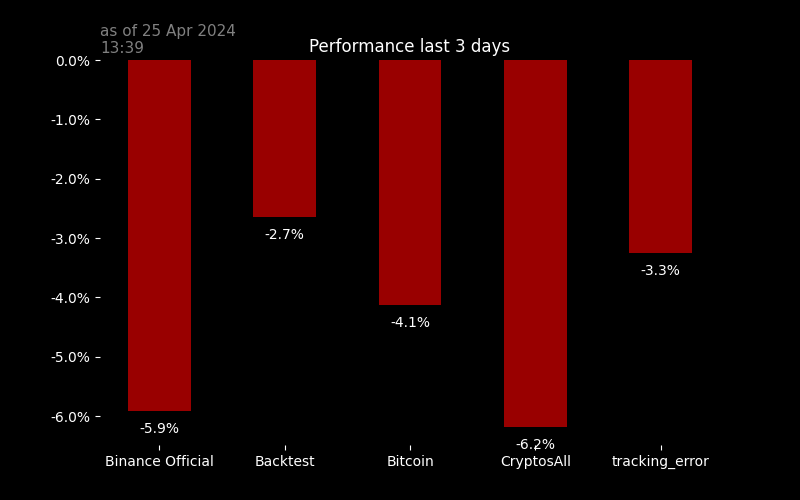 as of 25 Apr 2024
13:39
Performance last 3 days
0.0%
-1.0%
-2.0%
-3.0%
-4.0%
-5.0%
-6.0%
-5.9%
-2.7%
-4.1%
-6.2%
-3.3%
Binance Official
Backtest
Bitcoin
CryptosAll
tracking_error